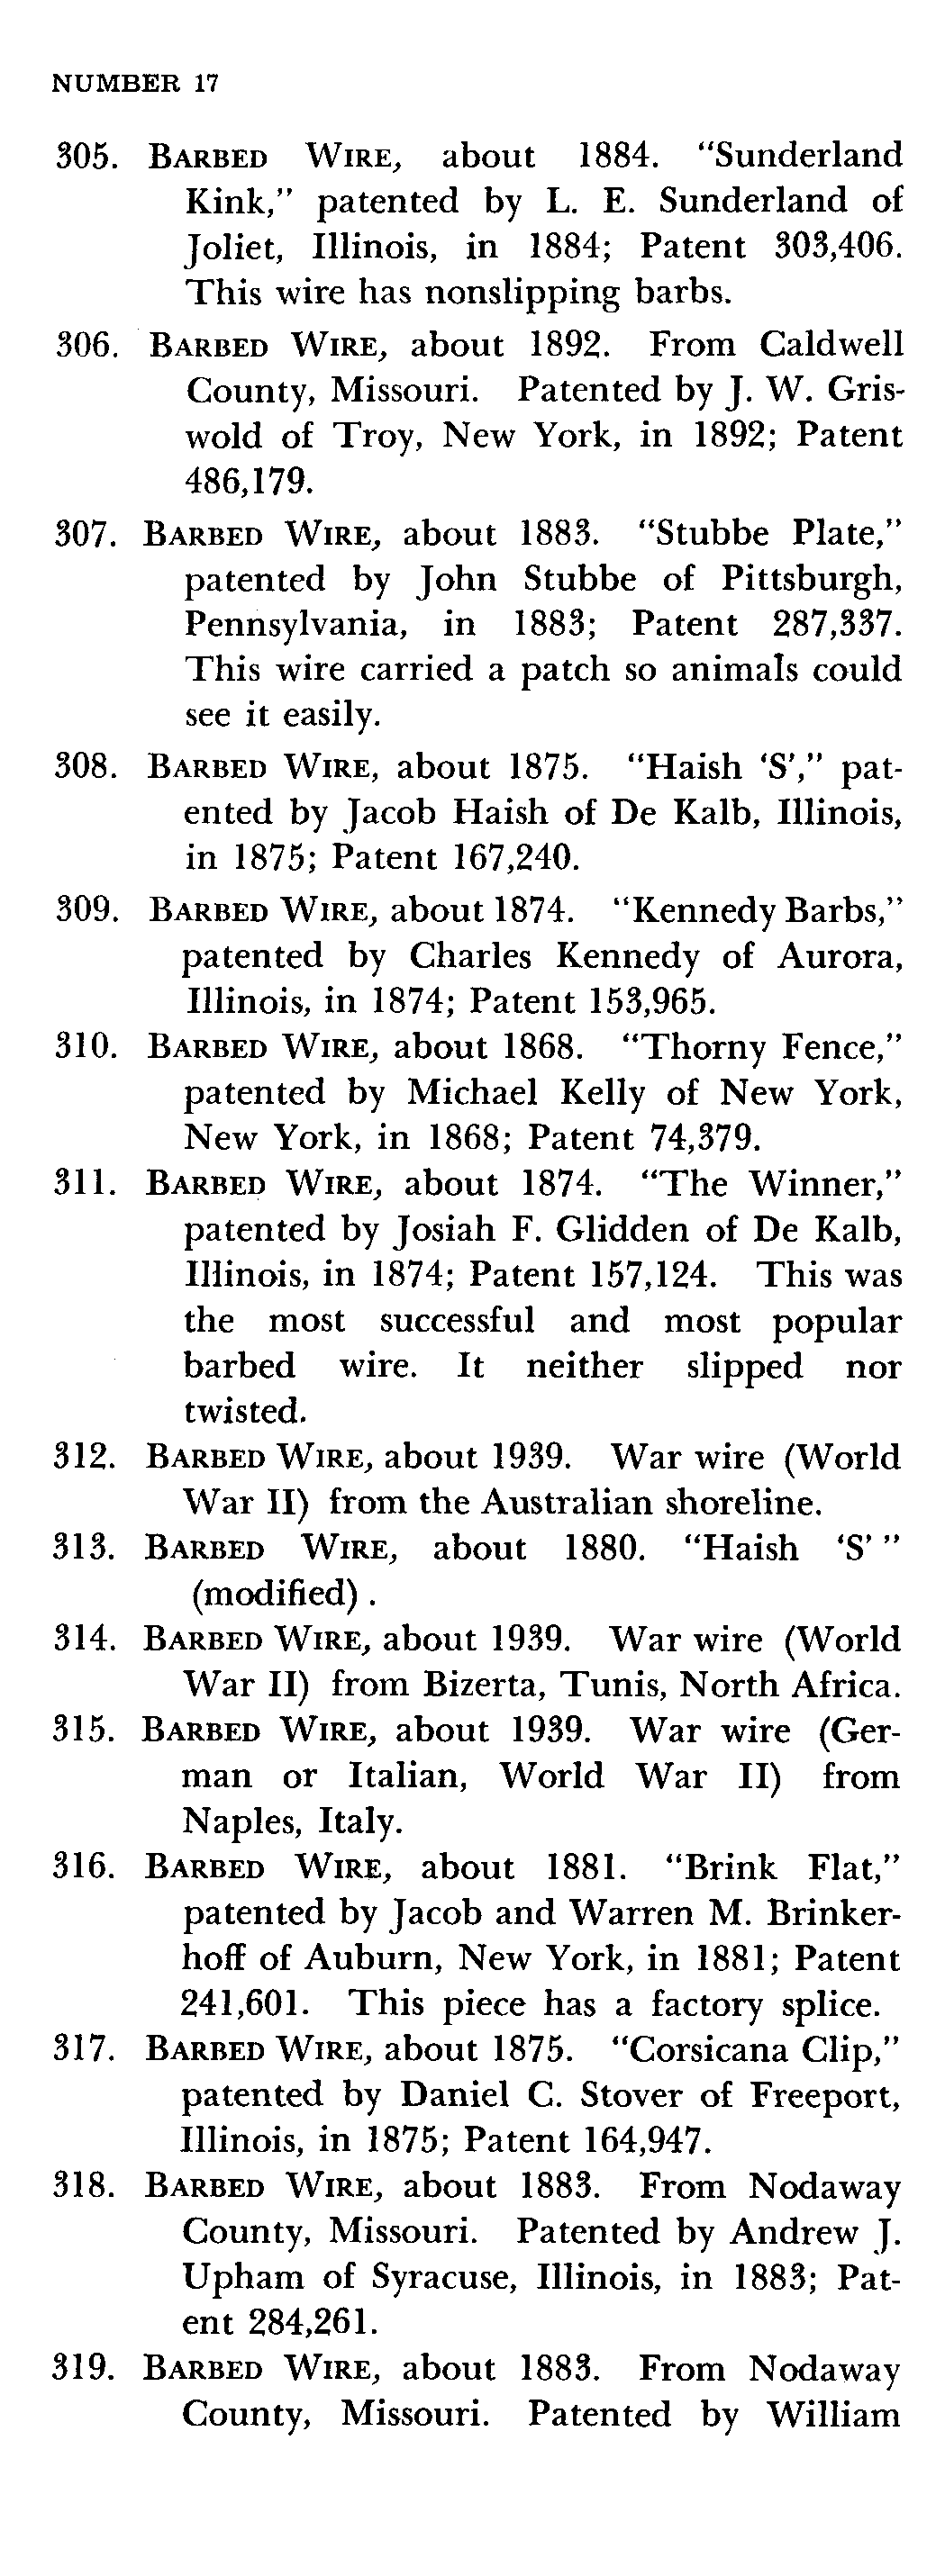 NUMBER 17
305. BARBED WIRE, about 1884. “Sunderland
Kink,” patented by L. E. Sunderland of
Joliet, Illinois, in 1884; Patent 303,406.
This wire has nonslipping barbs.
306. BARBED WIRE, about 1892. From Caldwell
County, Missouri. Patented by J. W. Gris-
wold of Troy, New York, in 1892; Patent
486,179.
307. BARBED WIRE, about 1883. “Stubbe Plate,”
patented by John Stubbe of Pittsburgh,
Pennsylvania, in 1883; Patent 287,337.
This wire carried a patch so animals could
see it easily.
308. BARBED WIRE, about 1875. “Haish ‘S’,” pat-
ented by Jacob Haish of De Kalb, Illinois,
in 1875; Patent 167,240.
309. BARBED WIRE, about 1874. “Kennedy Barbs,”
patented by Charles Kennedy of Aurora,
Illinois, in 1874; Patent 153,965.
310. BARBED WIRE, about 1868. “Thorny Fence,”
patented by Michael Kelly of New York,
New York, in 1868; Patent 74,379.
311. BARBED WIRE, about 1874. “The Winner,”
patented by Josiah F. Glidden of De Kalb,
Illinois, in 1874; Patent 157,124. This was
the most successful and most popular
barbed wire. It neither slipped nor
twisted.
312. BARBED WIRE, about 1939. War wire (World
War II) from the Australian shoreline.
313. BARBED WIRE, about 1880. “Haish ‘S’ ”
(modified) .
314. BARBED WIRE, about 1939. War wire (World
War II) from Bizerta, Tunis, North Africa.
315. BARBED WIRE, about 1939. War wire (Ger-
man or Italian, World War II) from
Naples, Italy.
316. BARBED WIRE, about 1881. “Brink Flat,”
patented by Jacob and Warren M. Brinker-
hoff of Auburn, New York, in 1881; Patent
241,601. This piece has a factory splice.
317. BARBED WIRE, about 1875. “Corsicana Clip,”
patented by Daniel C. Stover of Freeport,
Illinois, in 1875; Patent 164,947.
318. BARBED WIRE, about 1883. From Nodaway
County, Missouri. Patented by Andrew J.
Upham of Syracuse, Illinois, in 1883; Pat-
ent 284,261.
319. BARBED WIRE, about 1883. From Nodaway
County, Missouri. Patented by William